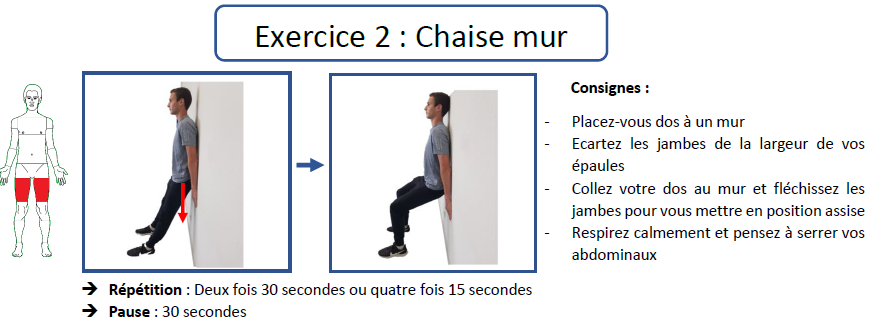 Exercice 2 : Chaise mur
Consignes :
- Placez-vous dos à un mur
- Ecartez les jambes de la largeur de vos
épaules
- Collez votre dos au mur et fléchissez les
jambes pour vous mettre en position assise
- Respirez calmement et pensez à serrer vos
abdominaux
➔ Répétition : Deux fois 30 secondes ou quatre fois 15 secondes
➔ Pause : 30 secondes